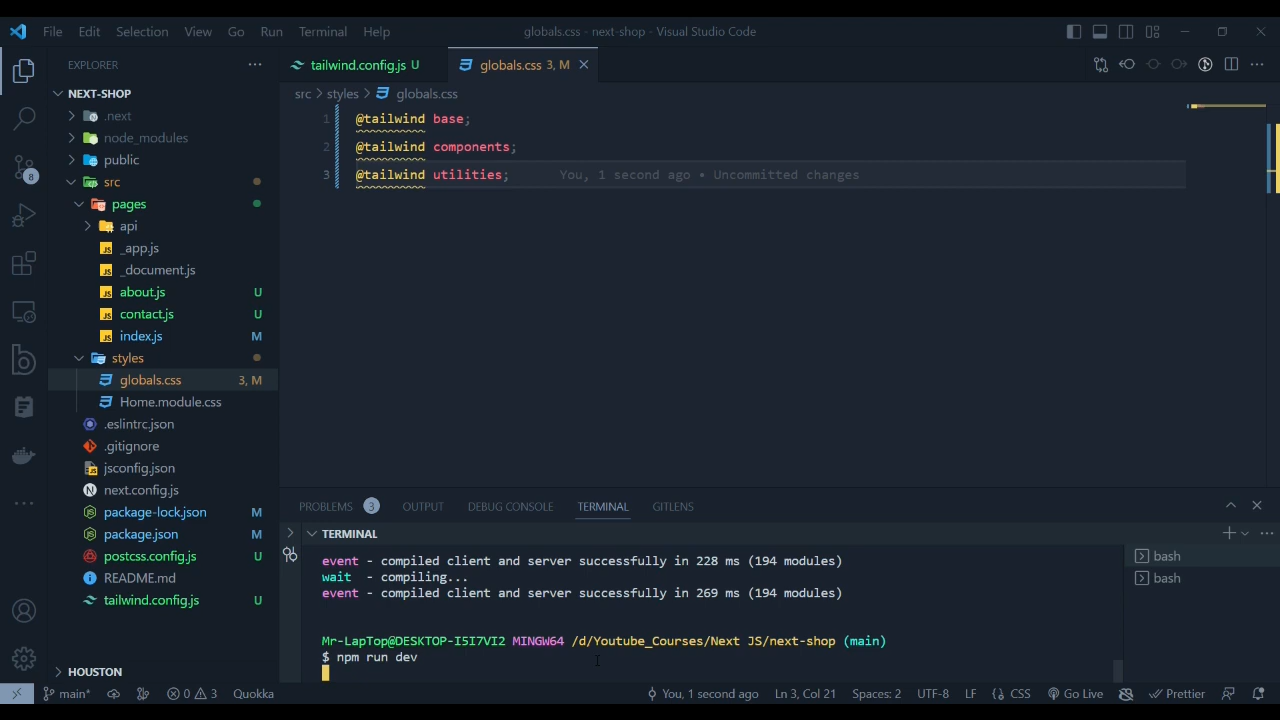 File Edit Selection View Go Run Terminal Help
globals.css - next-shop - Visual Studio Code
EXPLORER
tailwind.config.js U
globals.css 3, M
NEXT-SHOP
src > styles > globals.css
.next
node_modules
public
src
pages
api
_app.js
_document.js
about.js U
contact.js U
index.js M
styles
globals.css 3, M
Home.module.css
.eslintrc.json
.gitignore
jsconfig.json
next.config.js
package-lock.json M
package.json M
postcss.config.js U
README.md
tailwind.config.js U
HOUSTON
8
1 @tailwind base;
2 @tailwind components;
3 @tailwind utilities; You, 1 second ago • Uncommitted changes
PROBLEMS 3 OUTPUT DEBUG CONSOLE TERMINAL GITLENS
TERMINAL
event - compiled client and server successfully in 228 ms (194 modules)
wait - compiling...
event - compiled client and server successfully in 269 ms (194 modules)
Mr-LapTop@DESKTOP-I5I7VI2 MINGW64 /d/Youtube_Courses/Next JS/next-shop (main)
$ npm run dev
bash
bash
main* 0 3 Quokka You, 1 second ago Ln 3, Col 21 Spaces: 2 UTF-8 LF CSS Go Live Prettier